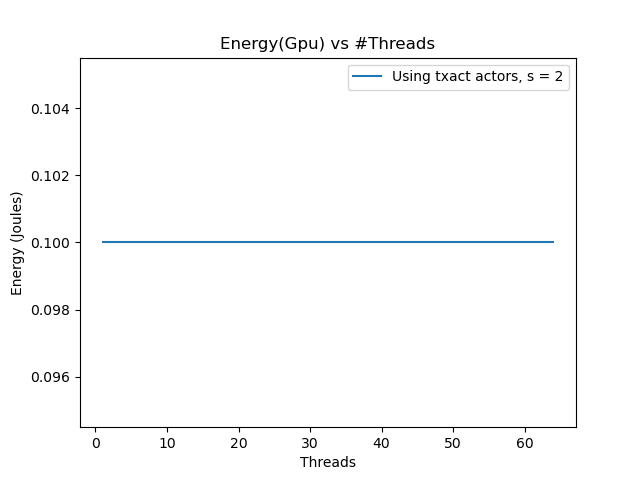 Energy(Gpu) vs #Threads
Using txact actors, s = 2
0.104
0.102
0.100
0.098
0.096
Energy (Joules)
0 10 20 30 40 50 60
Threads